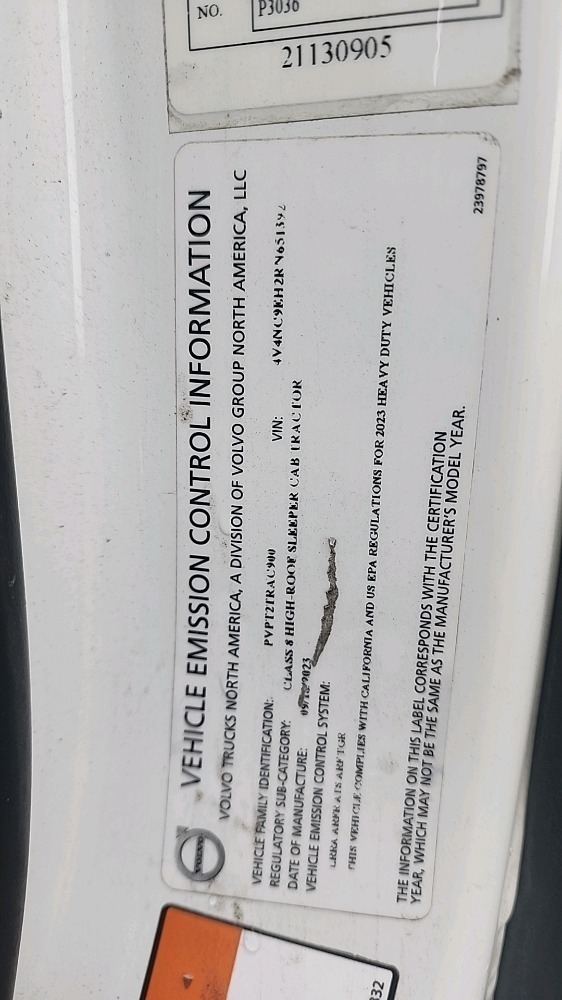 NO. P3036
21130905
VEHICLE EMISSION CONTROL INFORMATION
VOLVO TRUCKS NORTH AMERICA, A DIVISION OF VOLVO GROUP NORTH AMERICA, LLC
VEHICLE FAMILY IDENTIFICATION: PVPT2TRAC900 VIN: 4V4NC9EH2RN651392
REGULATORY SUB-CATEGORY: CLASS 8 HIGH-ROOF SLEEPER CAB TRACTOR
DATE OF MANUFACTURE:
VEHICLE EMISSION CONTROL SYSTEM:
THIS VEHICLE COMPLIES WITH CALIFORNIA AND US EPA REGULATIONS FOR 2023 HEAVY DUTY VEHICLES
THE INFORMATION ON THIS LABEL CORRESPONDS WITH THE CERTIFICATION
YEAR, WHICH MAY NOT BE THE SAME AS THE MANUFACTURER'S MODEL YEAR.
23978797
VOLVO
332